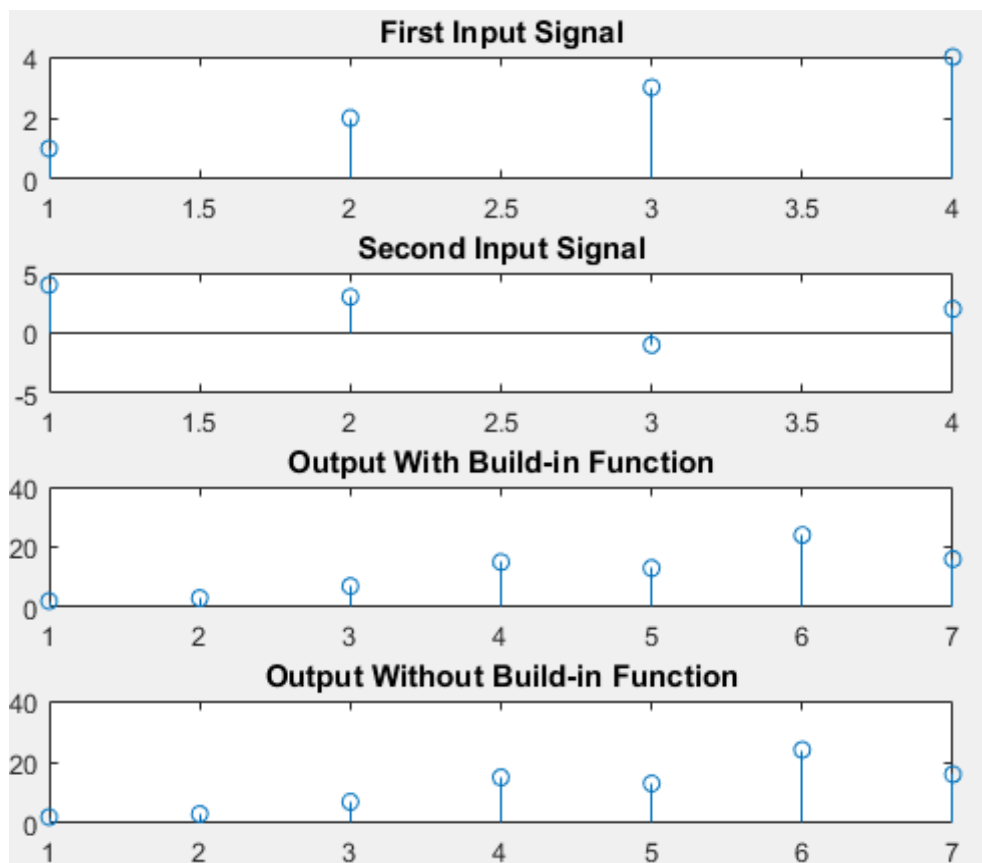 First Input Signal
4
2
0
1 1.5 2 2.5 3 3.5 4
Second Input Signal
5
0
-5
1 1.5 2 2.5 3 3.5 4
Output With Build-in Function
40
20
0
1 2 3 4 5 6 7
Output Without Build-in Function
40
20
0
1 2 3 4 5 6 7